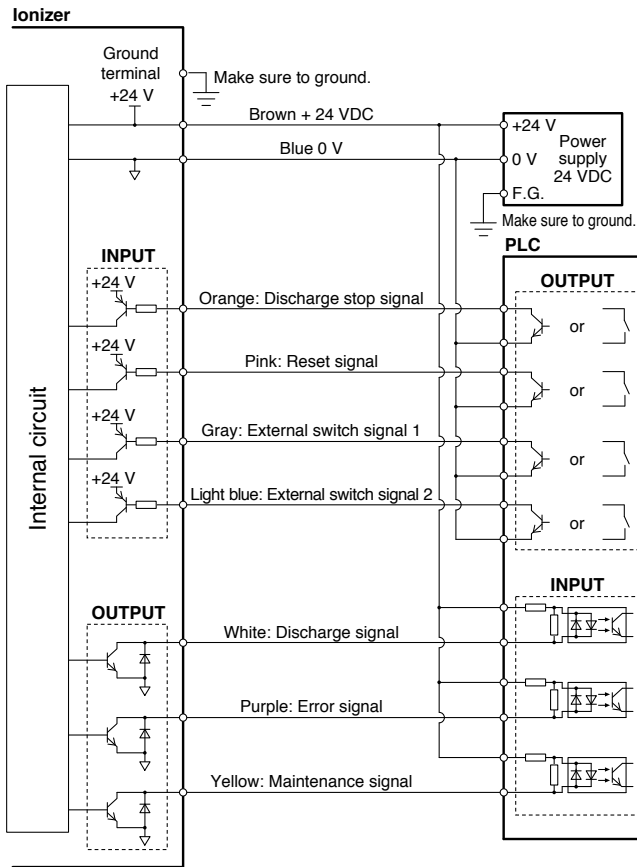 Ionizer
Ground
terminal
+24 V
Make sure to ground.
Brown + 24 VDC
Blue 0 V
+24 V
0 V
F.G.
Power
supply
24 VDC
Make sure to ground.
PLC
INPUT
OUTPUT
+24 V
Orange: Discharge stop signal
or
+24 V
Pink: Reset signal
or
+24 V
Gray: External switch signal 1
or
+24 V
Light blue: External switch signal 2
or
Internal circuit
OUTPUT
INPUT
White: Discharge signal
Purple: Error signal
Yellow: Maintenance signal